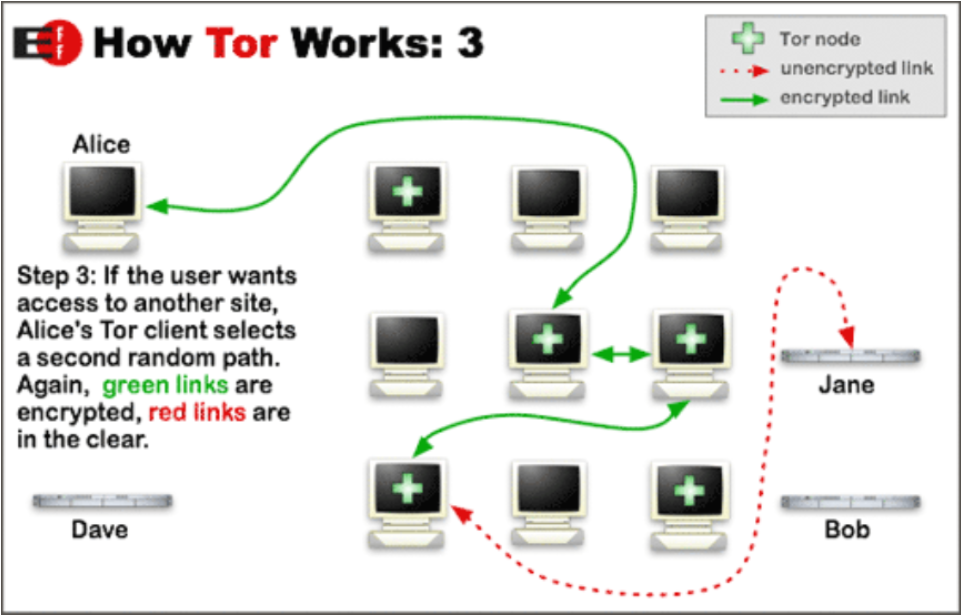 EFF How Tor Works: 3
Tor node
unencrypted link
encrypted link
Alice
Step 3: If the user wants
access to another site,
Alice's Tor client selects
a second random path.
Again, green links are
encrypted, red links are
in the clear.
Jane
Dave
Bob